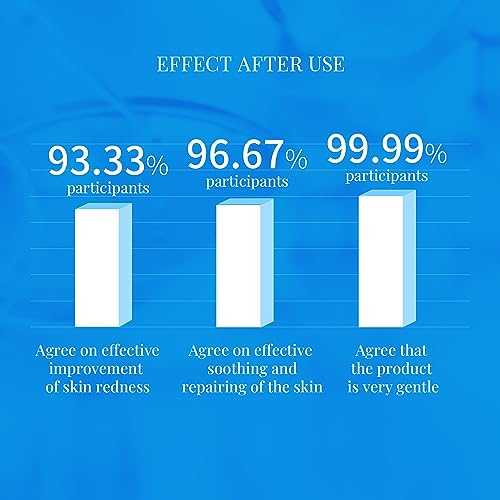 EFFECT AFTER USE
93.33% 96.67% 99.99%
participants participants participants
Agree on effective
improvement
of skin redness
Agree on effective
soothing and
repairing of the skin
Agree that
the product
is very gentle